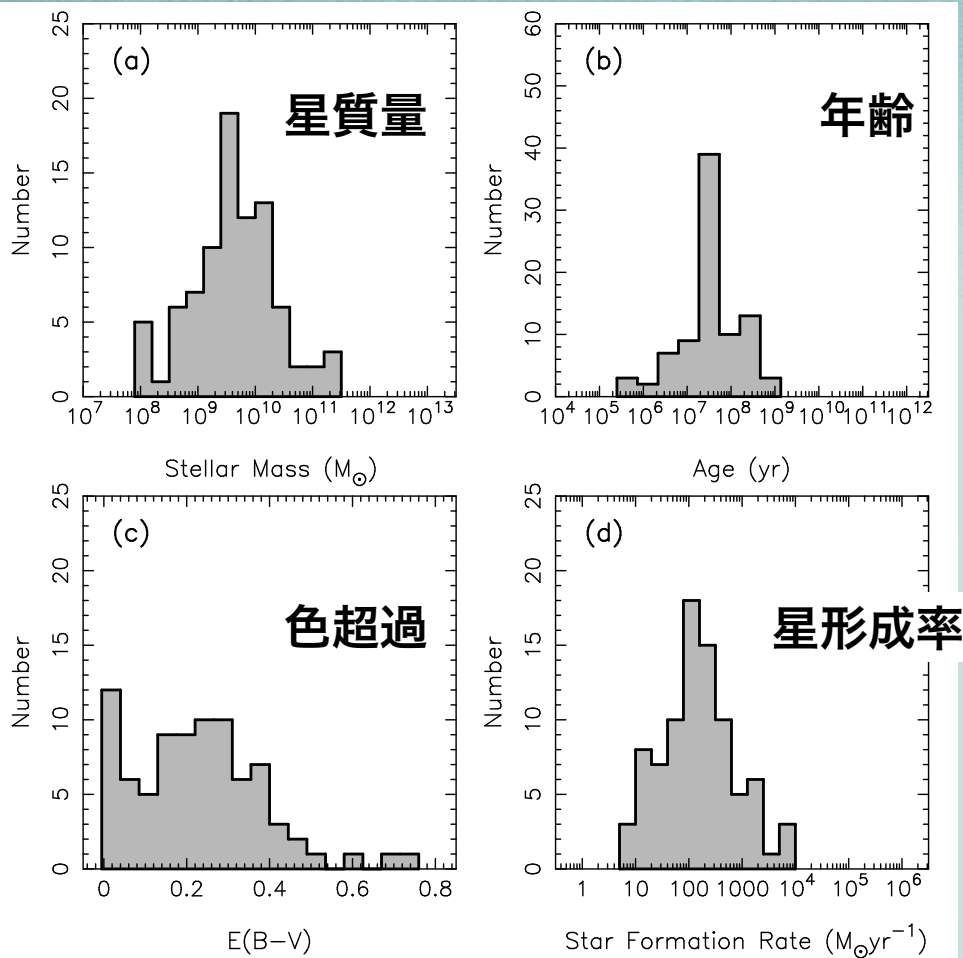 (a)
星質量
25
20
15
10
5
0
Number
10^7 10^8 10^9 10^10 10^11 10^12 10^13
Stellar Mass (M⊙)
(b)
年齢
60
50
40
30
20
10
0
Number
10^4 10^5 10^6 10^7 10^8 10^9 10^10 10^11 10^12
Age (yr)
(c)
色超過
25
20
15
10
5
0
Number
0 0.2 0.4 0.6 0.8
E(B−V)
(d)
星形成率
25
20
15
10
5
0
Number
1 10 100 1000 10^4 10^5 10^6
Star Formation Rate (M⊙yr^−1)